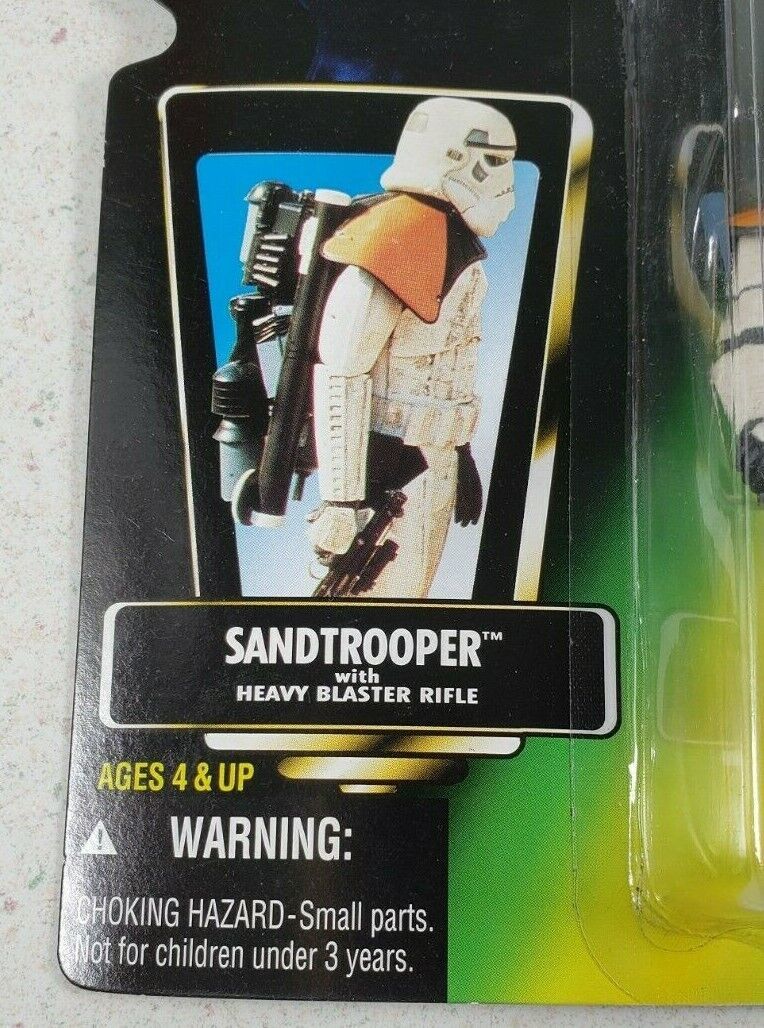 SANDTROOPER™
with
HEAVY BLASTER RIFLE
AGES 4 & UP
WARNING:
CHOKING HAZARD-Small parts.
Not for children under 3 years.